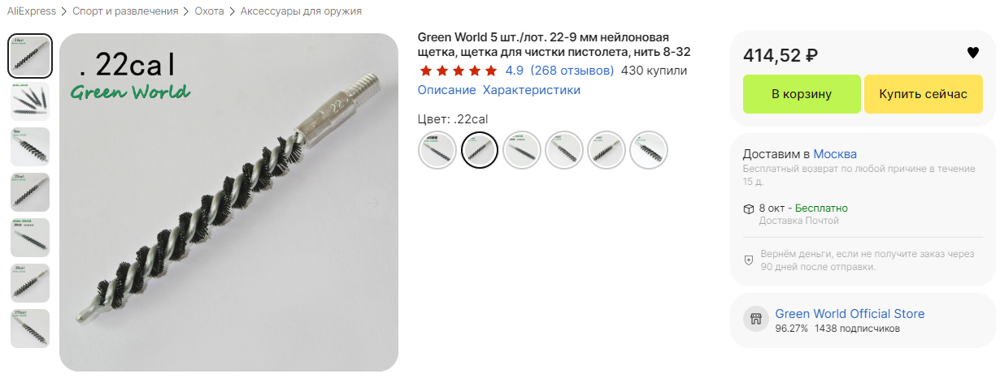 AliExpress > Спорт и развлечения > Охота > Аксессуары для оружия
.22cal
Green World
Green World 5 шт./лот. 22-9 мм нейлоновая
щетка, щетка для чистки пистолета, нить 8-32
4.9 (268 отзывов) 430 купили
Описание Характеристики
Цвет: .22cal
414,52 ₽
В корзину
Купить сейчас
Доставим в Москва
Бесплатный возврат по любой причине в течение
15 д.
8 окт - Бесплатно
Доставка Почтой
Вернём деньги, если не получите заказ через
90 дней после отправки.
Green World Official Store
96.27% 1438 подписчиков